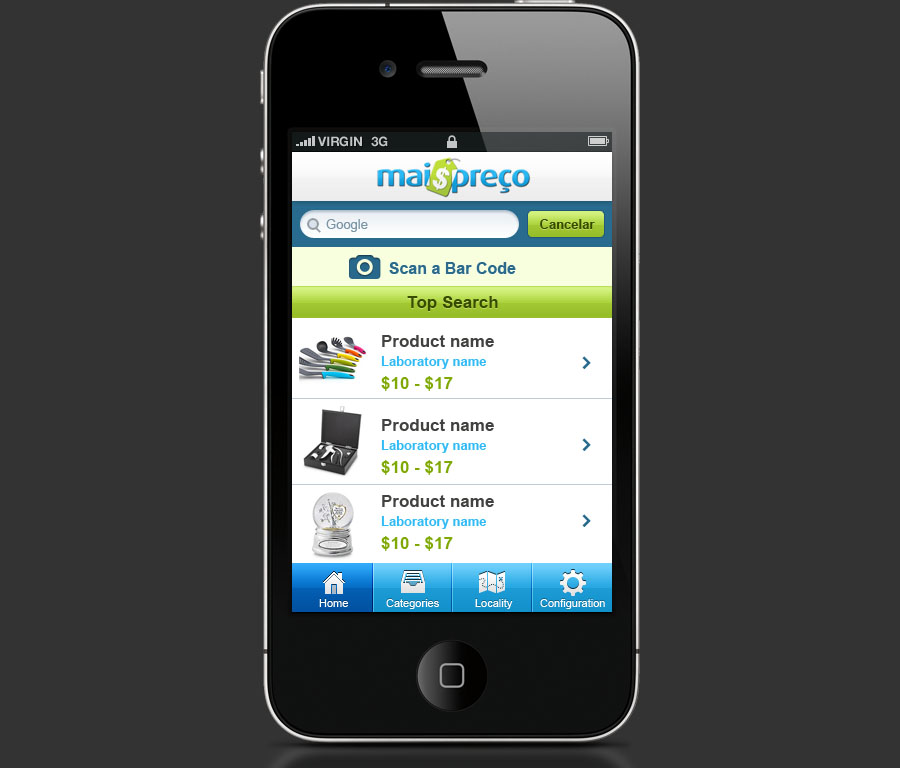 VIRGIN 3G
mai$preço
Google
Cancelar
Scan a Bar Code
Top Search
Product name
Laboratory name
$10 - $17
Product name
Laboratory name
$10 - $17
Product name
Laboratory name
$10 - $17
Home
Categories
Locality
Configuration